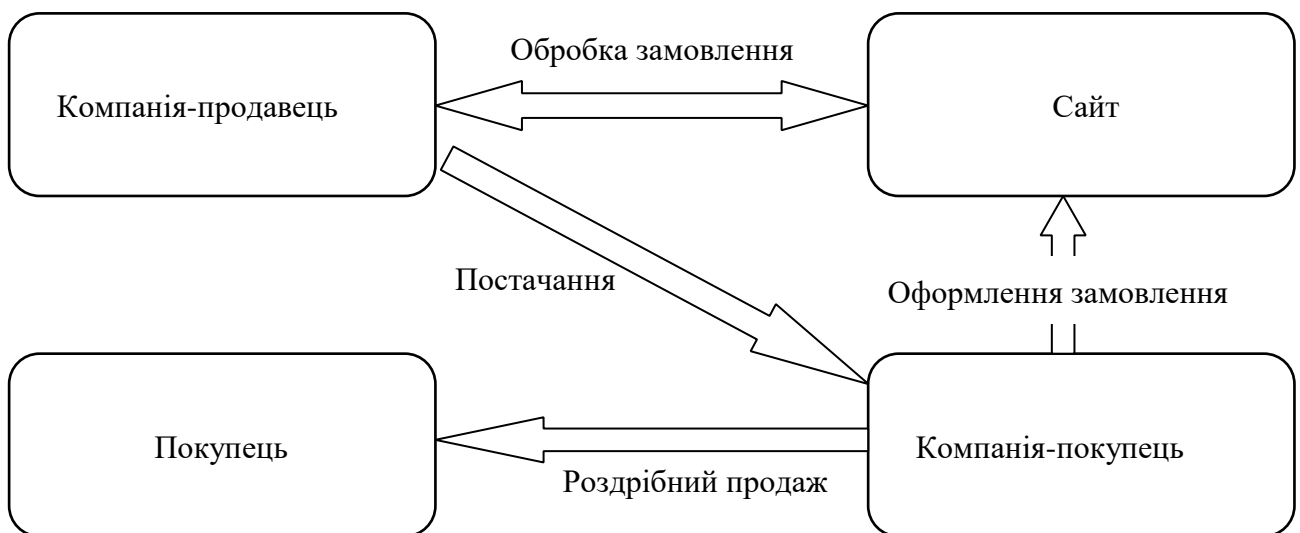 Обробка замовлення
Компанія-продавець
Сайт
Постачання
Оформлення замовлення
Покупець
Компанія-покупець
Роздрібний продаж